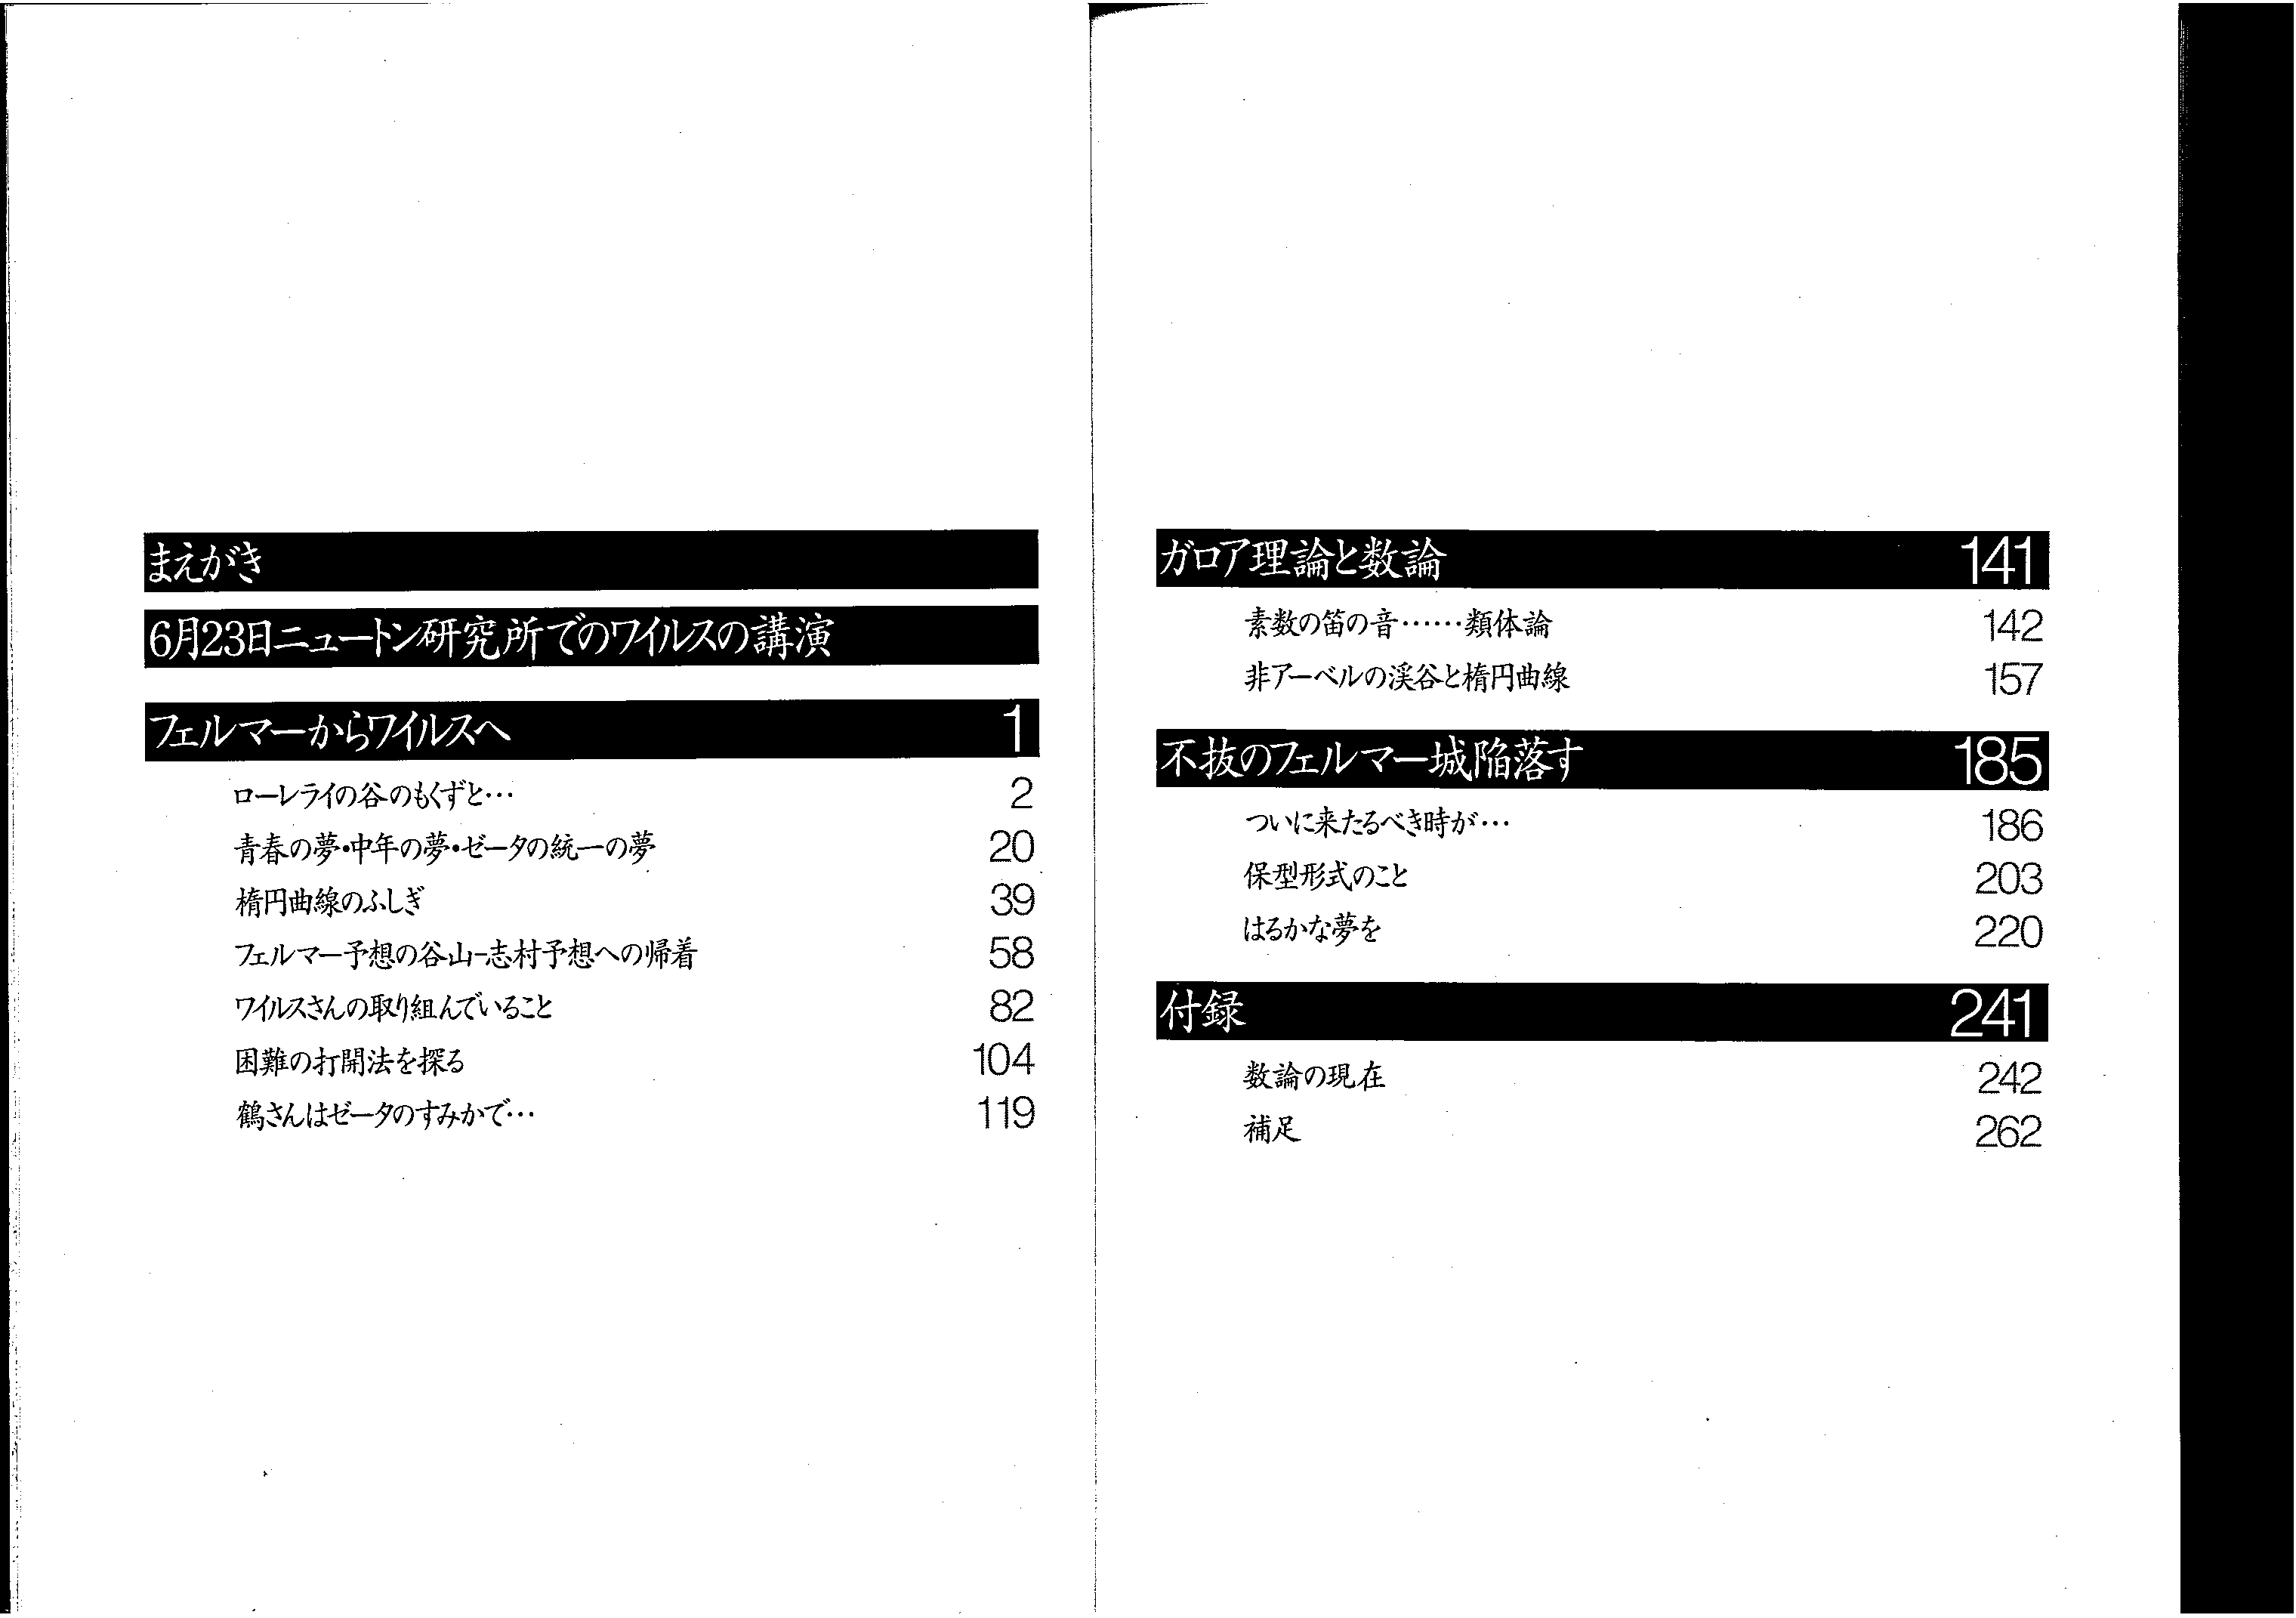 まえがき
6月23日ニュートン研究所でのワイルスの講演
フェルマーからワイルスへ 1
ローレライの谷のもくずと… 2
青春の夢・中年の夢・ゼータの統一の夢 20
楕円曲線のふしぎ 39
フェルマー予想の谷山-志村予想への帰着 58
ワイルスさんの取り組んでいること 82
困難の打開法を探る 104
鶴さんはゼータのすみかで… 119
ガロア理論と数論 141
素数の笛の音……類体論 142
非アーベルの渓谷と楕円曲線 157
不抜のフェルマー城陥落す 185
ついに来たるべき時が… 186
保型形式のこと 203
はるかな夢を 220
付録 241
数論の現在 242
補足 262